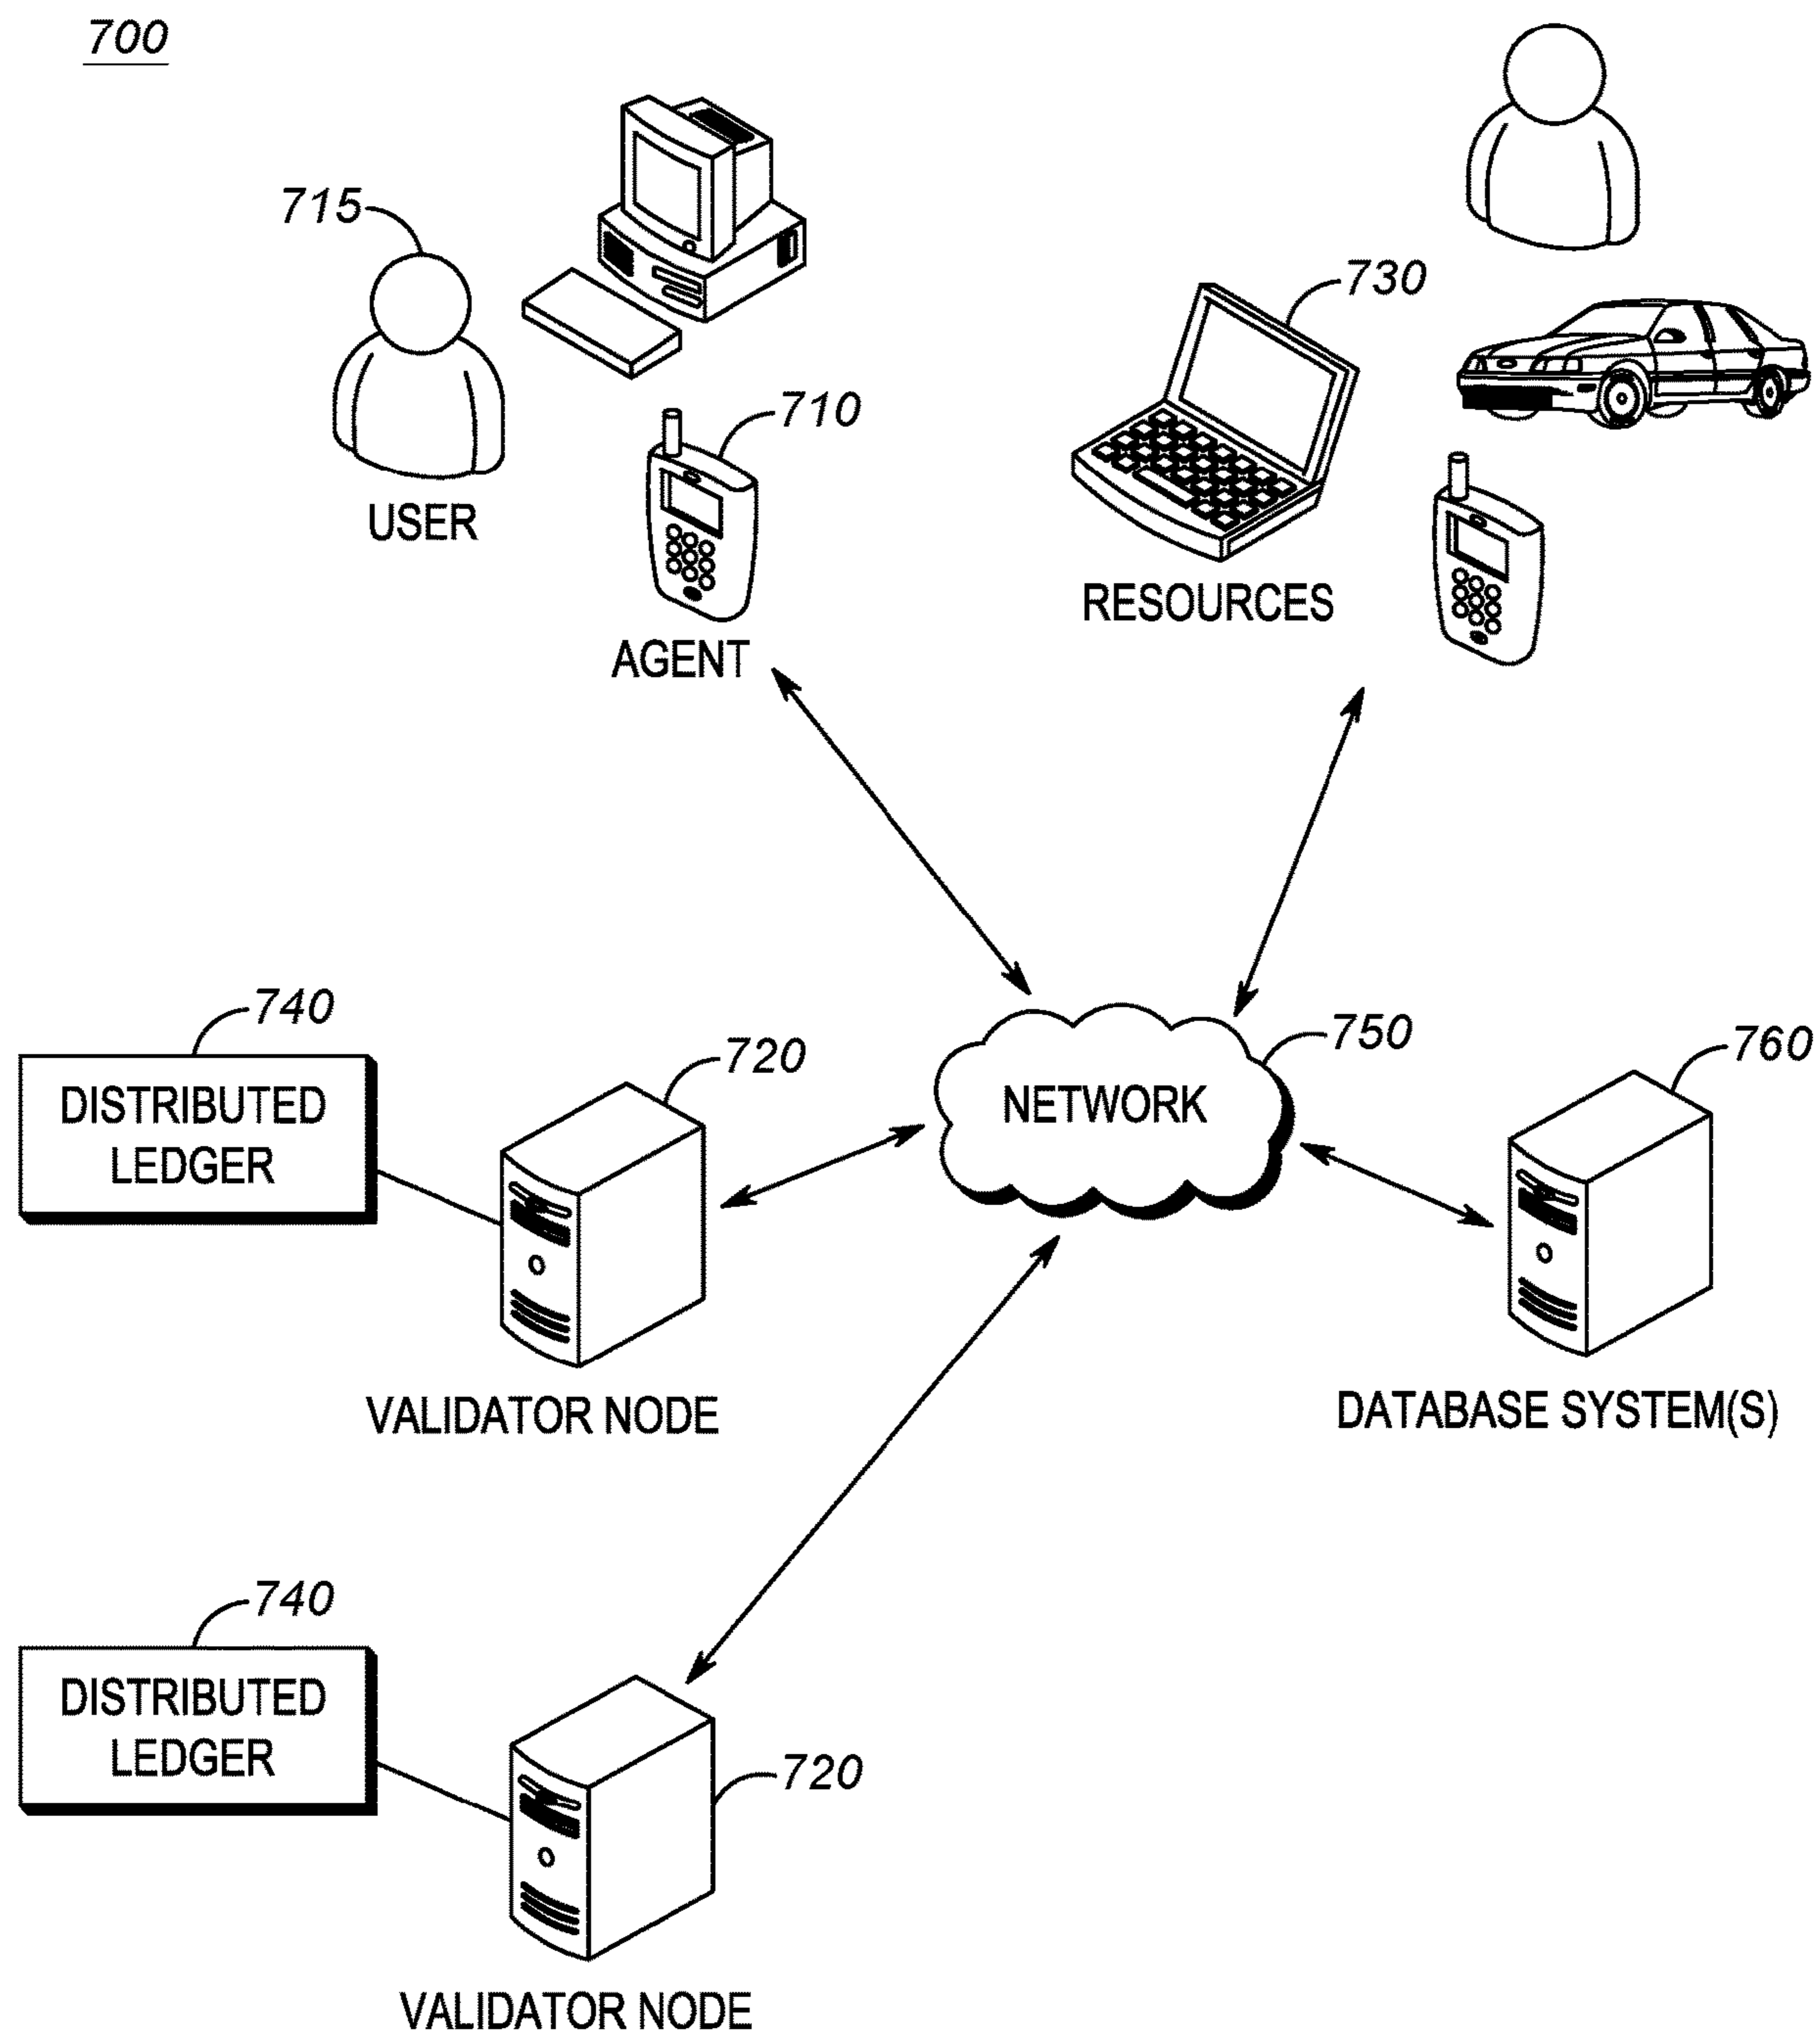 700
715
730
710
USER
RESOURCES
AGENT
740
720
750
760
DISTRIBUTED
LEDGER
NETWORK
VALIDATOR NODE
DATABASE SYSTEM(S)
740
DISTRIBUTED
LEDGER
720
VALIDATOR NODE